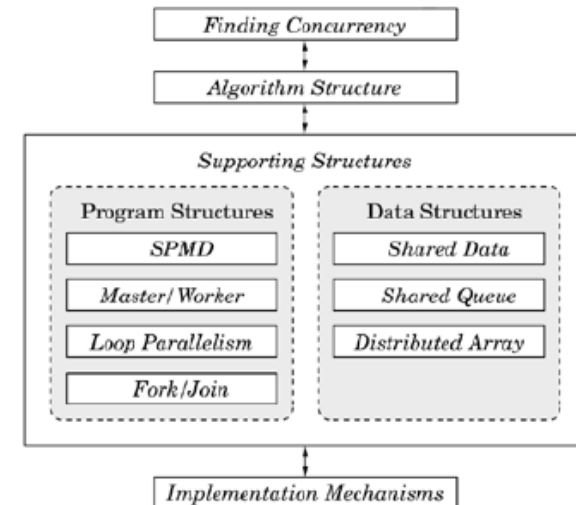 Finding Concurrency
Algorithm Structure
Supporting Structures
Program Structures
SPMD
Master/Worker
Loop Parallelism
Fork/Join
Data Structures
Shared Data
Shared Queue
Distributed Array
Implementation Mechanisms